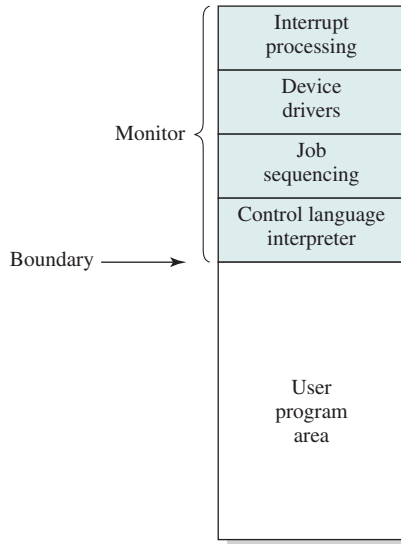 Interrupt
processing
Device
drivers
Monitor
Job
sequencing
Control language
interpreter
Boundary
User
program
area